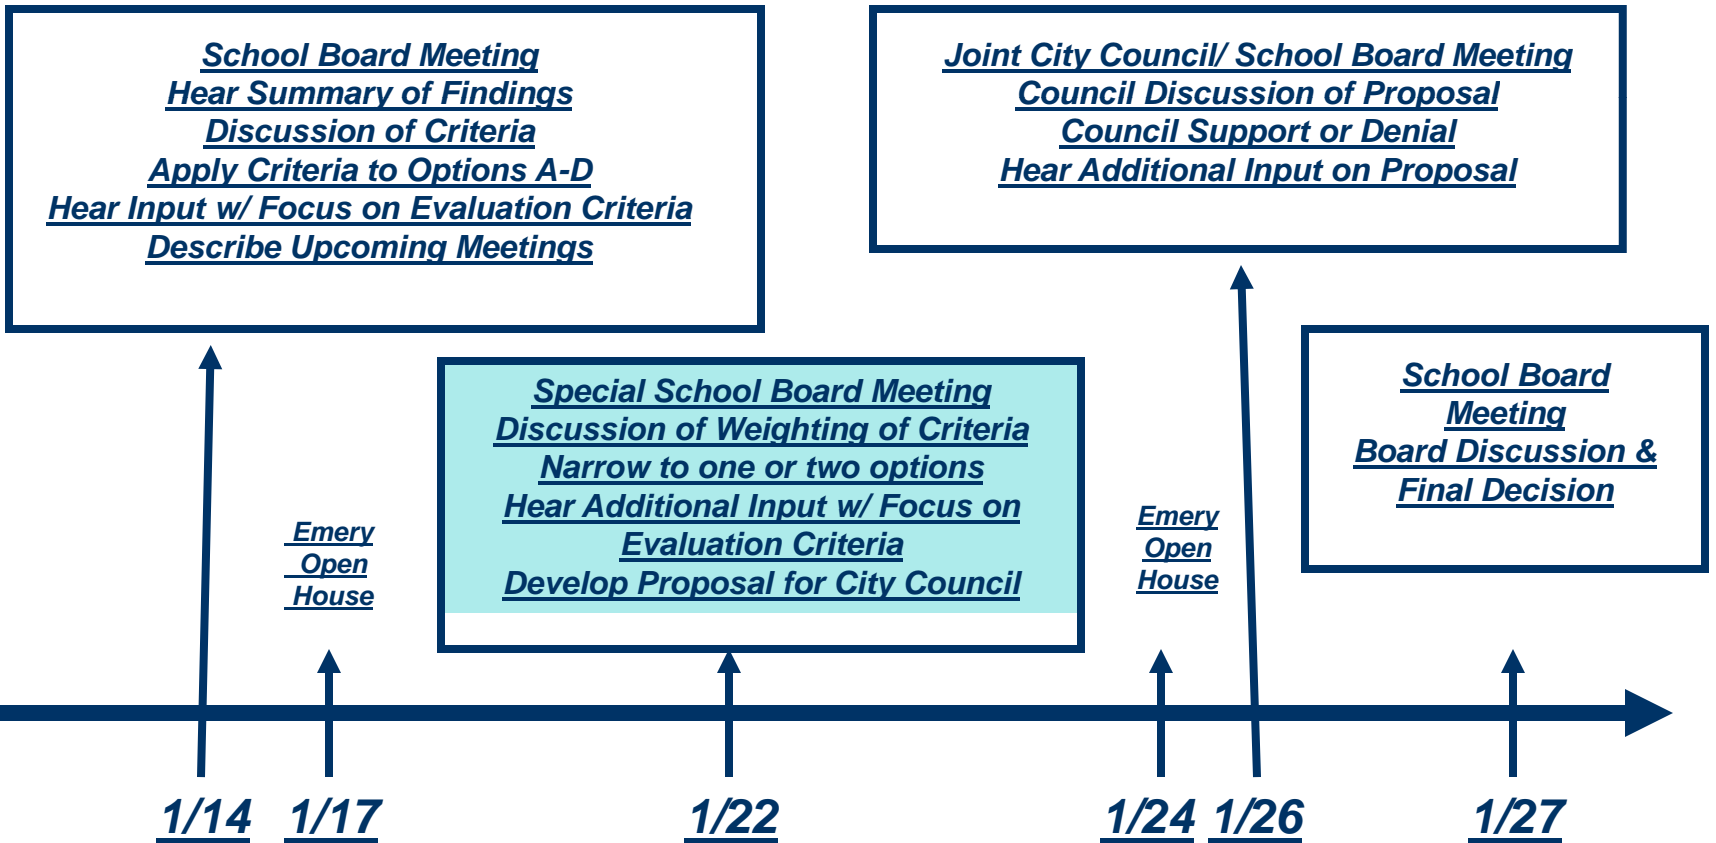 School Board Meeting
Hear Summary of Findings
Discussion of Criteria
Apply Criteria to Options A-D
Hear Input w/ Focus on Evaluation Criteria
Describe Upcoming Meetings
Joint City Council/ School Board Meeting
Council Discussion of Proposal
Council Support or Denial
Hear Additional Input on Proposal
Emery
Open
House
Special School Board Meeting
Discussion of Weighting of Criteria
Narrow to one or two options
Hear Additional Input w/ Focus on
Evaluation Criteria
Develop Proposal for City Council
Emery
Open
House
School Board
Meeting
Board Discussion &
Final Decision
1/14
1/17
1/22
1/24
1/26
1/27